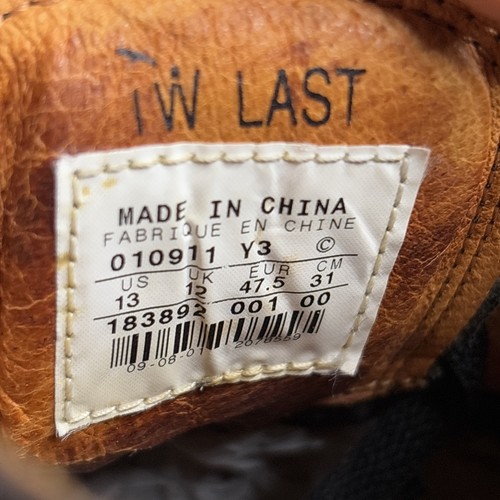 TW LAST
MADE IN CHINA
FABRIQUE EN CHINE
010911 Y3 ©
US UK EUR CM
13 12 47.5 31
183892 001 00
09-08-01